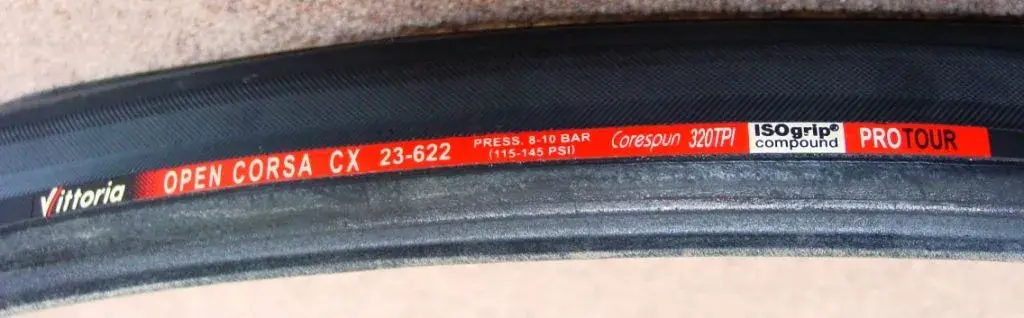 Vittoria
OPEN CORSA CX 23-622
PRESS. 8-10 BAR
(115-145 PSI)
Corespun 320TPI
ISOgrip®
compound
PROTOUR